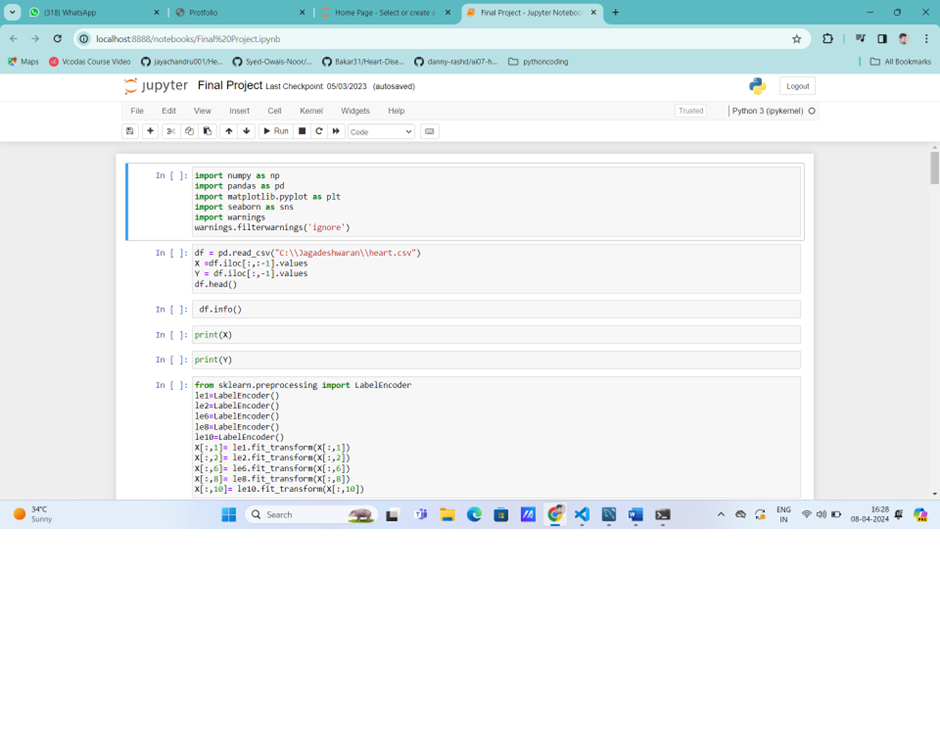 (318) WhatsApp
Protfolio
Home Page - Select or create a
Final Project - Jupyter Noteboo
localhost:8888/notebooks/Final%20Project.ipynb
Maps
Vcodas Course Video
jayachandru001/He...
Syed-Owais-Noor/...
Bakar31/Heart-Dise...
danny-rashd/ai07-h...
pythoncoding
All Bookmarks
jupyter Final Project Last Checkpoint: 05/03/2023 (autosaved)
Logout
File Edit View Insert Cell Kernel Widgets Help
Trusted
Python 3 (ipykernel)
Run
Code
In [ ]: import numpy as np
import pandas as pd
import matplotlib.pyplot as plt
import seaborn as sns
import warnings
warnings.filterwarnings('ignore')
In [ ]: df = pd.read_csv("C:\\Jagadeshwaran\\heart.csv")
X =df.iloc[:,:-1].values
Y = df.iloc[:,-1].values
df.head()
In [ ]: df.info()
In [ ]: print(X)
In [ ]: print(Y)
In [ ]: from sklearn.preprocessing import LabelEncoder
le1=LabelEncoder()
le2=LabelEncoder()
le6=LabelEncoder()
le8=LabelEncoder()
le10=LabelEncoder()
X[:,1]= le1.fit_transform(X[:,1])
X[:,2]= le2.fit_transform(X[:,2])
X[:,6]= le6.fit_transform(X[:,6])
X[:,8]= le8.fit_transform(X[:,8])
X[:,10]= le10.fit_transform(X[:,10])
34°C
Sunny
Search
ENG
IN
16:28
08-04-2024